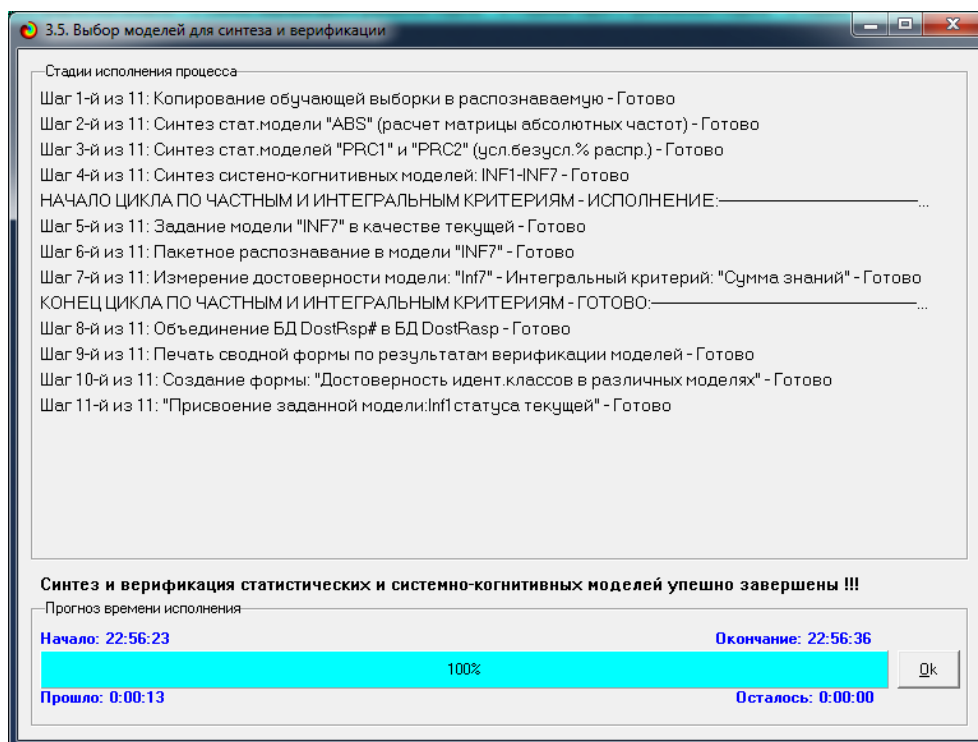 3.5. Выбор моделей для синтеза и верификации
Стадии исполнения процесса
Шаг 1-й из 11: Копирование обучающей выборки в распознаваемую - Готово
Шаг 2-й из 11: Синтез стат.модели "ABS" (расчет матрицы абсолютных частот) - Готово
Шаг 3-й из 11: Синтез стат.моделей "PRC1" и "PRC2" (усл.безусл.% распр.) - Готово
Шаг 4-й из 11: Синтез систено-когнитивных моделей: INF1-INF7 - Готово
НАЧАЛО ЦИКЛА ПО ЧАСТНЫМ И ИНТЕГРАЛЬНЫМ КРИТЕРИЯМ - ИСПОЛНЕНИЕ:————————...
Шаг 5-й из 11: Задание модели "INF7" в качестве текущей - Готово
Шаг 6-й из 11: Пакетное распознавание в модели "INF7" - Готово
Шаг 7-й из 11: Измерение достоверности модели: "Inf7" - Интегральный критерий: "Сумма знаний" - Готово
КОНЕЦ ЦИКЛА ПО ЧАСТНЫМ И ИНТЕГРАЛЬНЫМ КРИТЕРИЯМ - ГОТОВО:————————...
Шаг 8-й из 11: Объединение БД DostRsp# в БД DostRasp - Готово
Шаг 9-й из 11: Печать сводной формы по результатам верификации моделей - Готово
Шаг 10-й из 11: Создание формы: "Достоверность идент.классов в различных моделях" - Готово
Шаг 11-й из 11: "Присвоение заданной модели:Inf1статуса текущей" - Готово
Синтез и верификация статистических и системно-когнитивных моделей упешно завершены !!!
Прогноз времени исполнения
Начало: 22:56:23 Окончание: 22:56:36
100% Ok
Прошло: 0:00:13 Осталось: 0:00:00